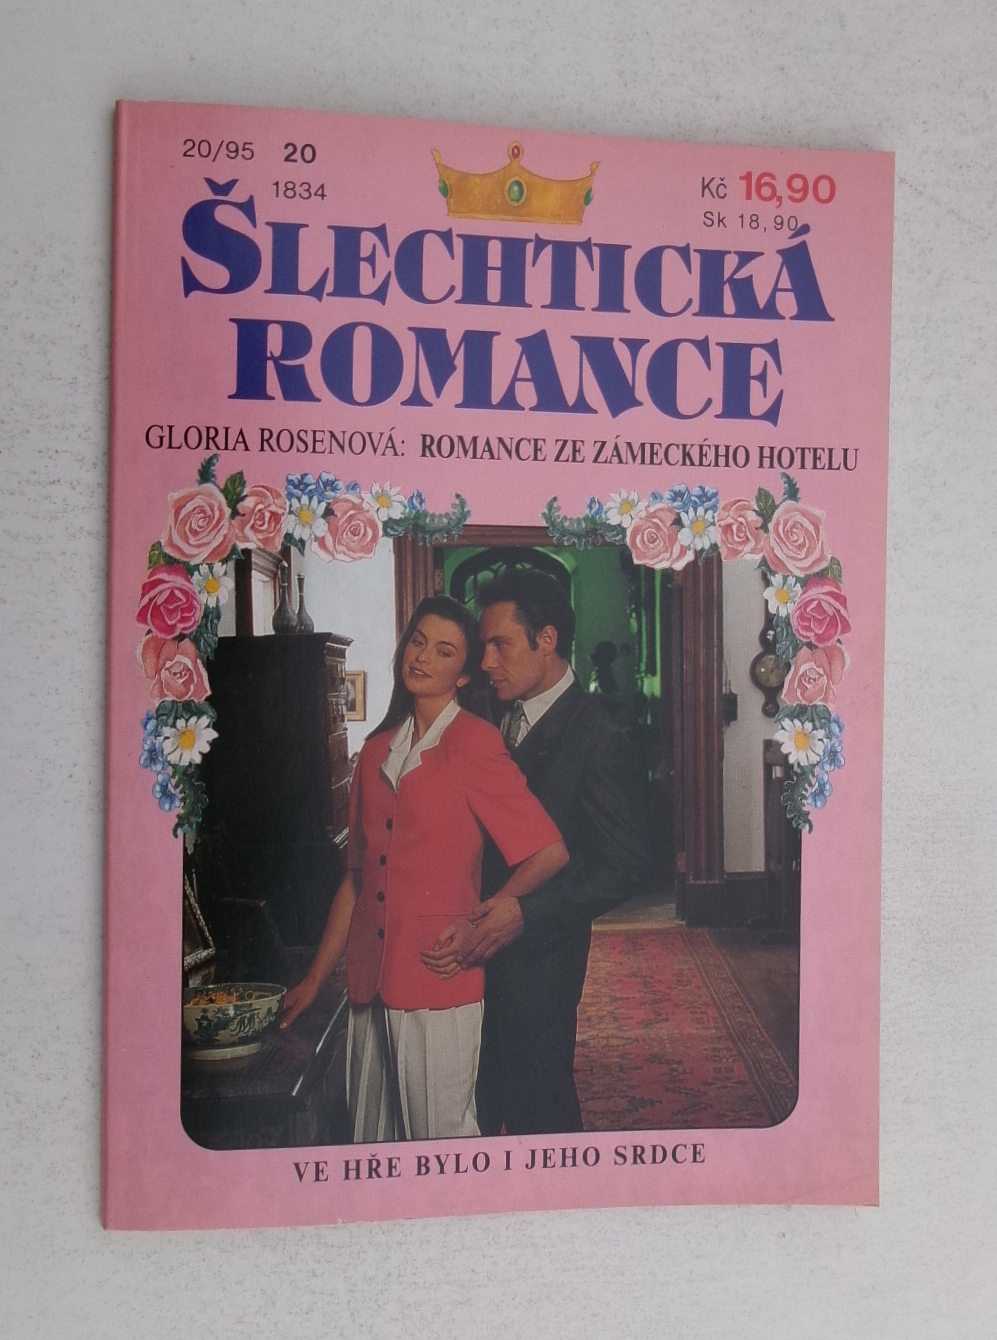 20/95 20
1834
Kč 16,90
Sk 18,90
ŠLECHTICKÁ
ROMANCE
GLORIA ROSENOVÁ: ROMANCE ZE ZÁMECKÉHO HOTELU
VE HŘE BYLO I JEHO SRDCE